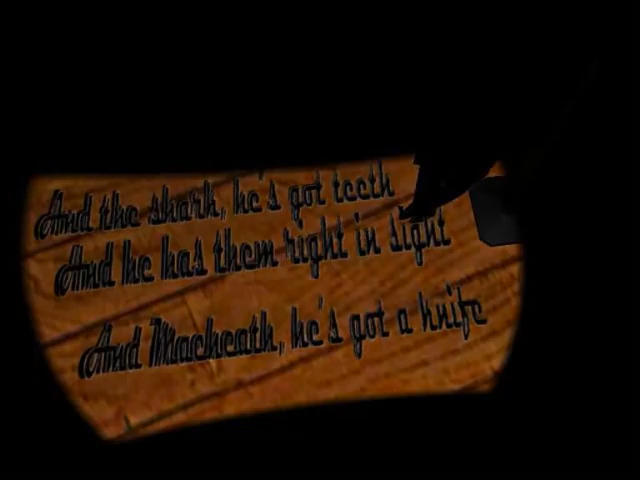 And the shark, he's got teeth
And he has them right in sight
And Macheath, he's got a knife